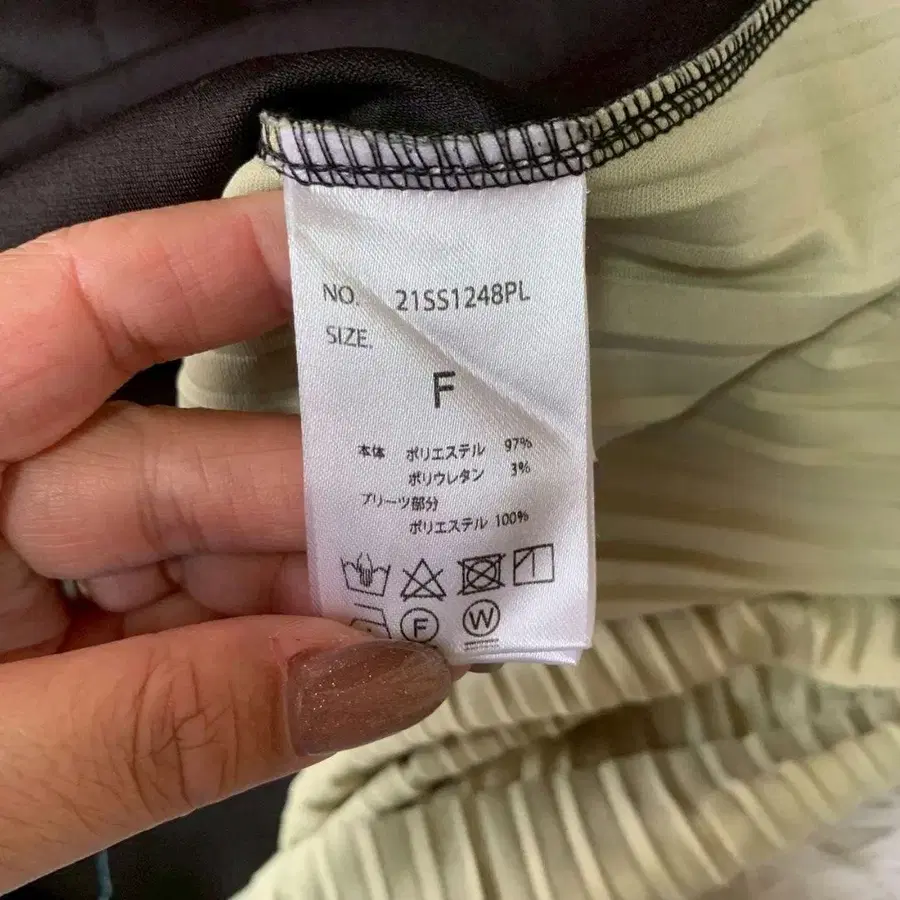 NO. 21SS1248PL
SIZE.
F
本体 ポリエステル 97%
ポリウレタン 3%
プリーツ部分
ポリエステル 100%
F W